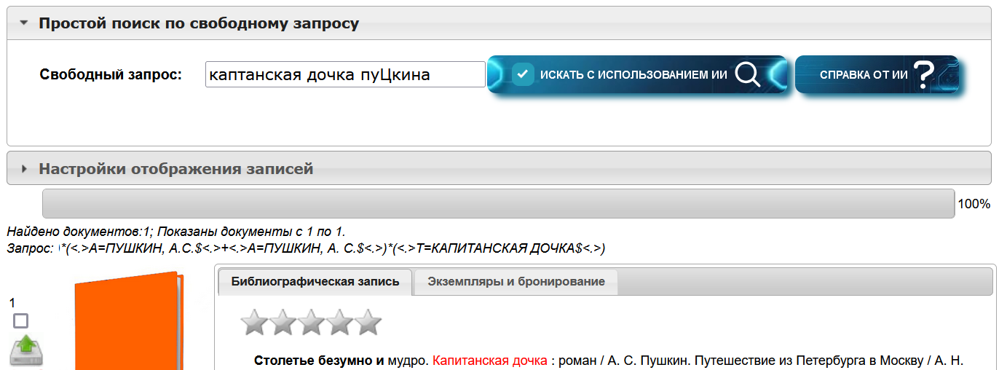 Простой поиск по свободному запросу
Свободный запрос: каптанская дочка пуЦкина ИСКАТЬ С ИСПОЛЬЗОВАНИЕМ ИИ СПРАВКА ОТ ИИ ?
Настройки отображения записей
100%
Найдено документов:1; Показаны документы с 1 по 1.
Запрос: )*(<.>A=ПУШКИН, А.С.$<.>+<.>A=ПУШКИН, А. С.$<.>)*(<.>T=КАПИТАНСКАЯ ДОЧКА$<.>)
Библиографическая запись Экземпляры и бронирование
1
Столетье безумно и мудро. Капитанская дочка : роман / А. С. Пушкин. Путешествие из Петербурга в Москву / А. Н.